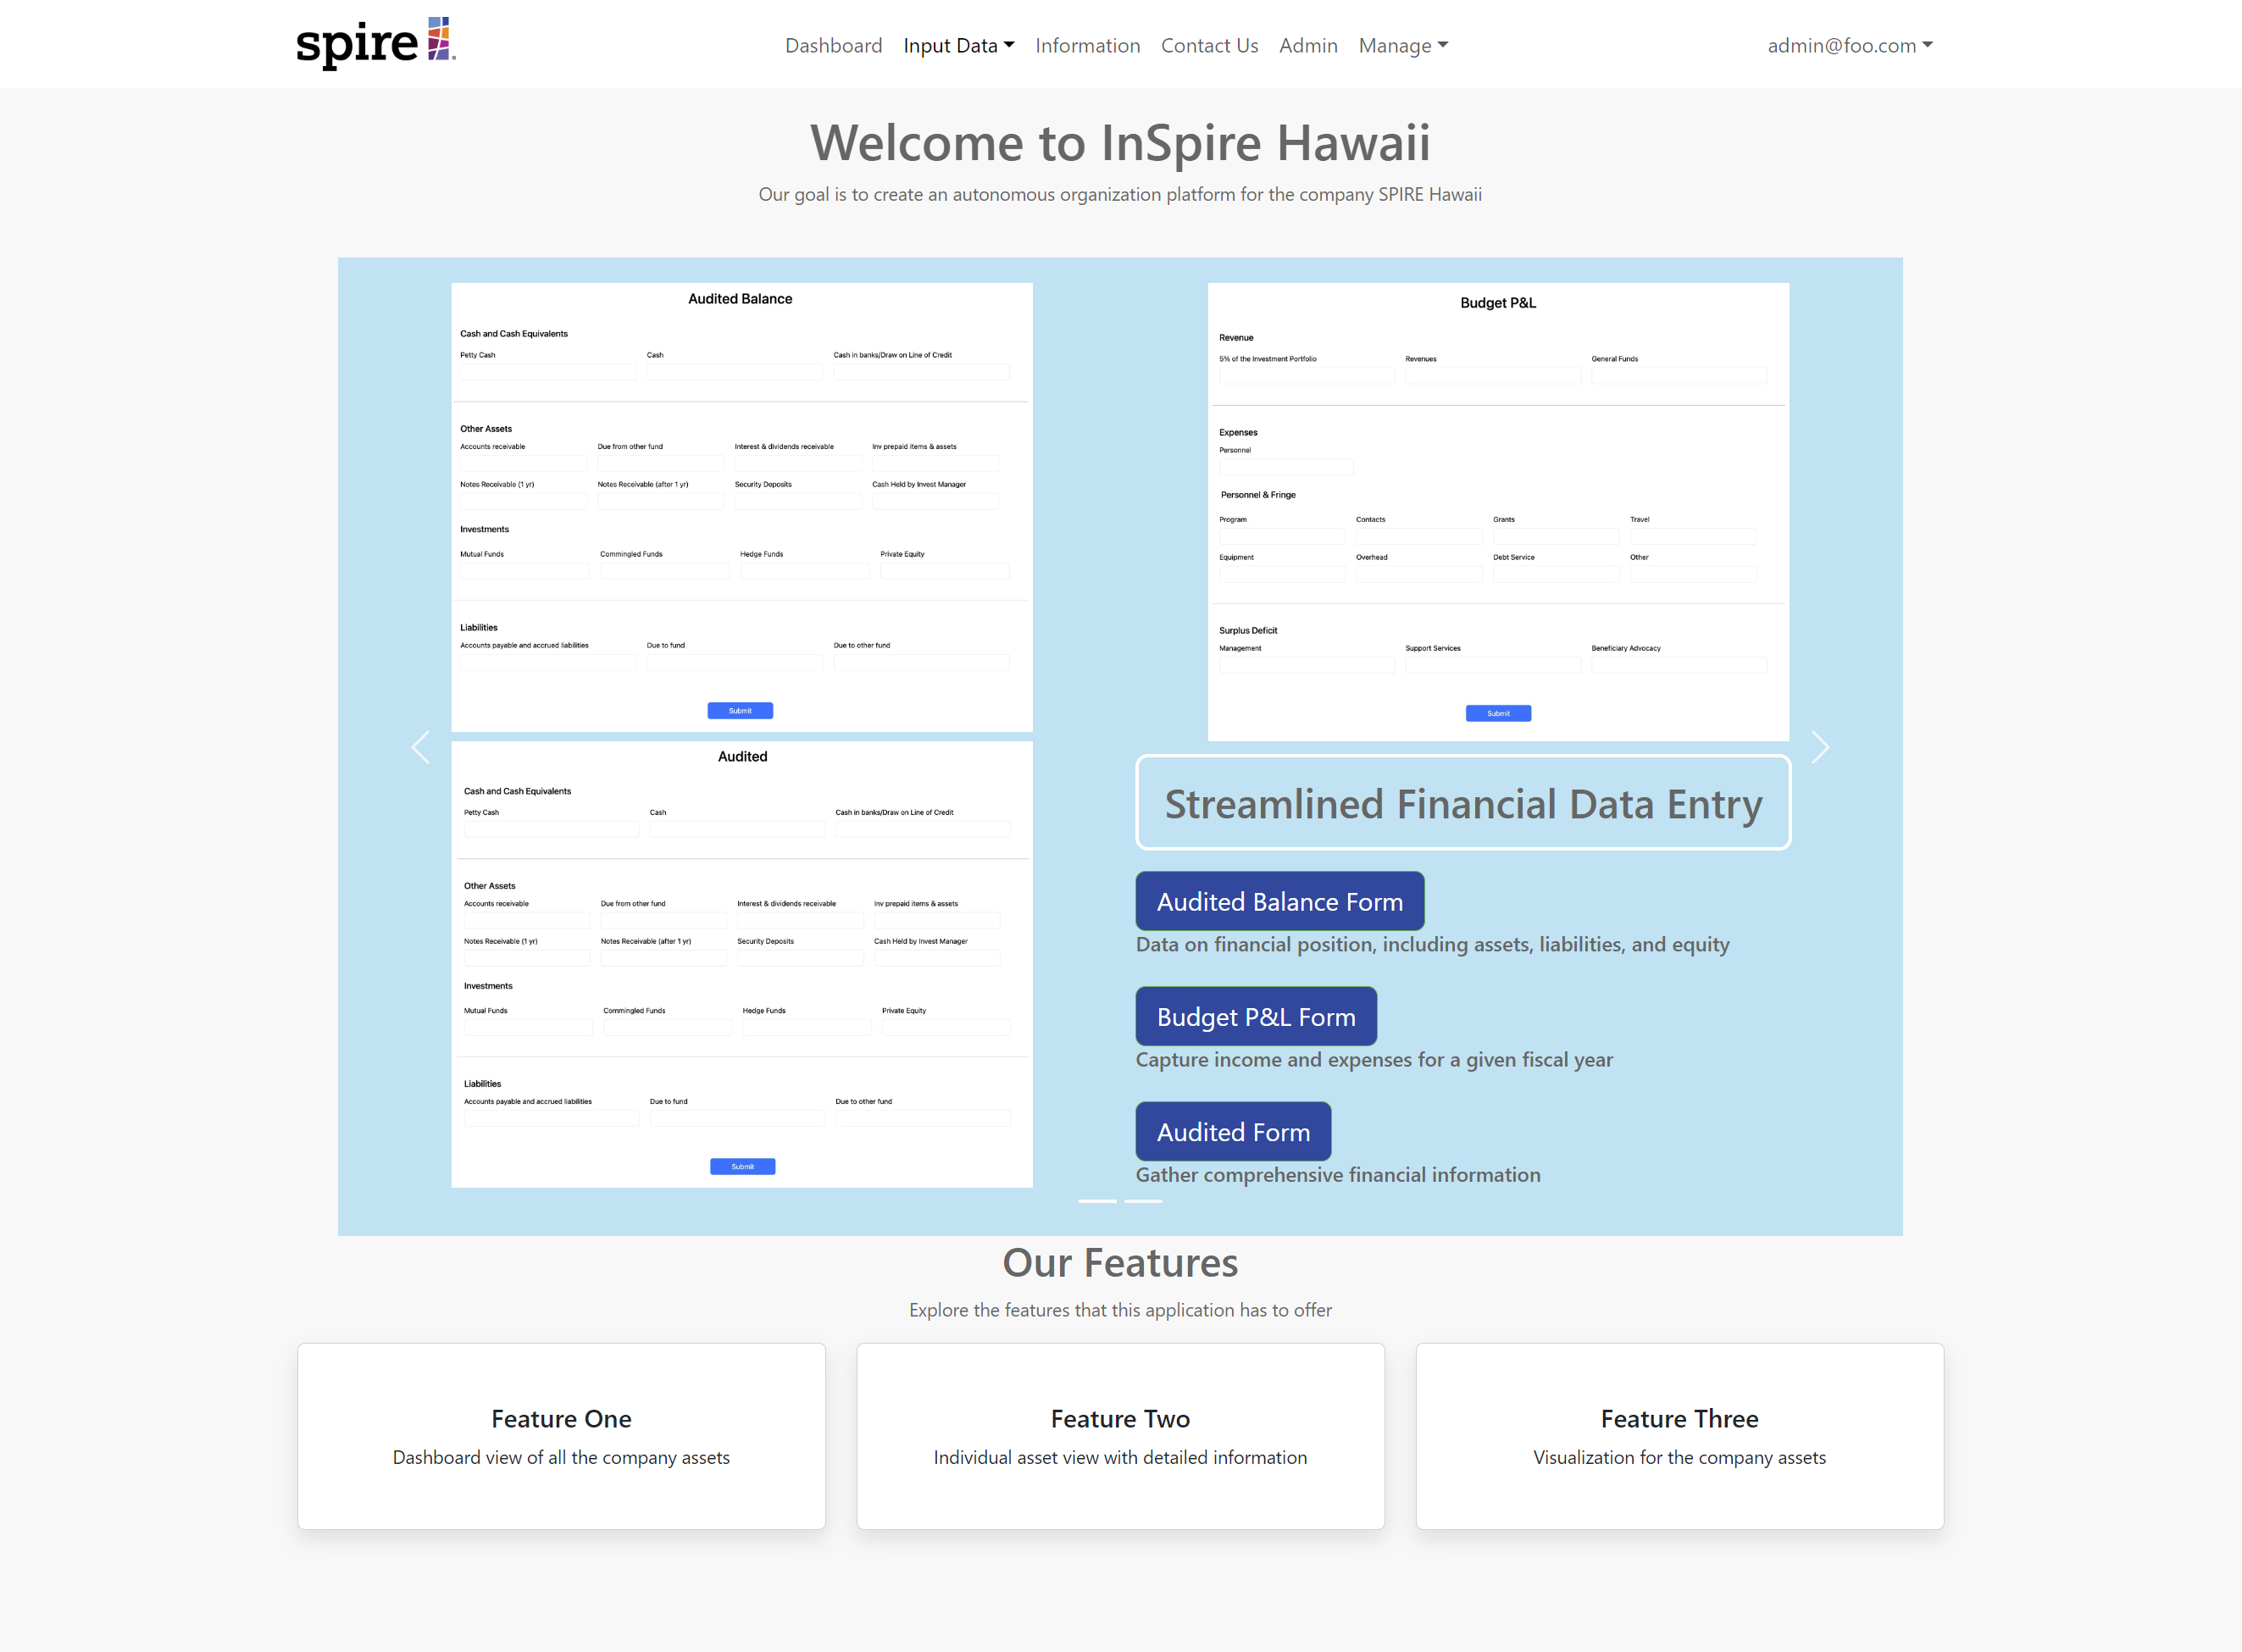 spire
Dashboard Input Data Information Contact Us Admin Manage admin@foo.com
Welcome to InSpire Hawaii
Our goal is to create an autonomous organization platform for the company SPIRE Hawaii
Audited Balance
Cash and Cash Equivalents
Petty Cash Cash Cash in banks/Draw on Line of Credit
Other Assets
Accounts receivable Due from other fund Interest & dividends receivable Inv prepaid items & assets
Notes Receivable (1 yr) Notes Receivable (after 1 yr) Security Deposits Cash Held by Invest Manager
Investments
Mutual Funds Commingled Funds Hedge Funds Private Equity
Liabilities
Accounts payable and accrued liabilities Due to fund Due to other fund
Submit
Budget P&L
Revenue
5% of the Investment Portfolio Revenues General Funds
Expenses
Personnel
Personnel & Fringe
Program Contacts Grants Travel
Equipment Overhead Debt Service Other
Surplus Deficit
Management Support Services Beneficiary Advocacy
Submit
Audited
Cash and Cash Equivalents
Petty Cash Cash Cash in banks/Draw on Line of Credit
Other Assets
Accounts receivable Due from other fund Interest & dividends receivable Inv prepaid items & assets
Notes Receivable (1 yr) Notes Receivable (after 1 yr) Security Deposits Cash Held by Invest Manager
Investments
Mutual Funds Commingled Funds Hedge Funds Private Equity
Liabilities
Accounts payable and accrued liabilities Due to fund Due to other fund
Submit
Streamlined Financial Data Entry
Audited Balance Form
Data on financial position, including assets, liabilities, and equity
Budget P&L Form
Capture income and expenses for a given fiscal year
Audited Form
Gather comprehensive financial information
Our Features
Explore the features that this application has to offer
Feature One
Dashboard view of all the company assets
Feature Two
Individual asset view with detailed information
Feature Three
Visualization for the company assets